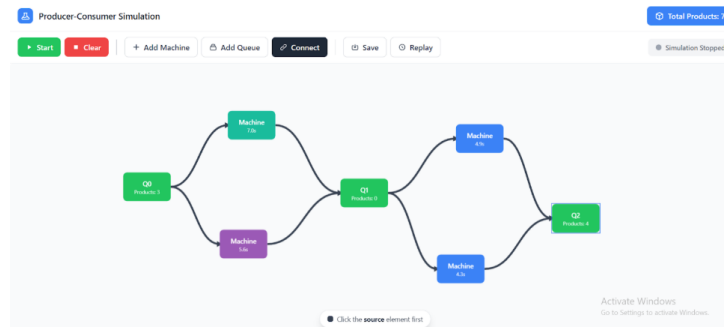 Producer-Consumer Simulation
Total Products: 7
Start
Clear
+ Add Machine
Add Queue
Connect
Save
Replay
Simulation Stopped
Machine
7.0s
Machine
4.9s
Q0
Products: 3
Q1
Products: 0
Q2
Products: 4
Machine
5.6s
Machine
4.3s
Click the source element first
Activate Windows
Go to Settings to activate Windows.